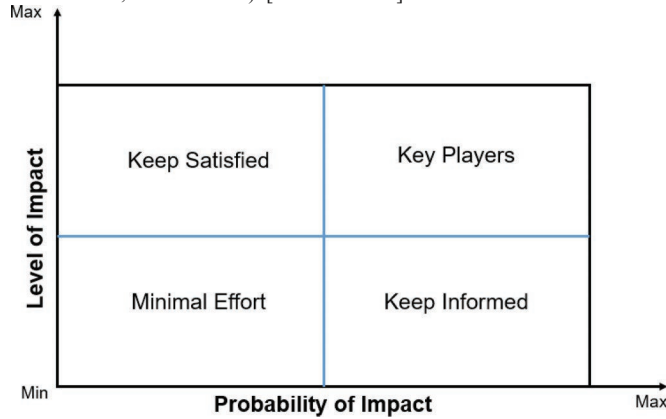 Max
Keep Satisfied
Key Players
Level of Impact
Minimal Effort
Keep Informed
Min
Probability of Impact
Max